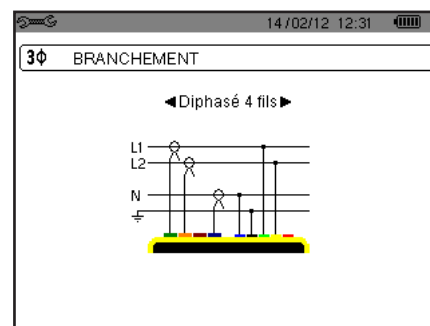 14/02/12 12:31
3Φ BRANCHEMENT
◄Diphasé 4 fils►
L1
L2
N